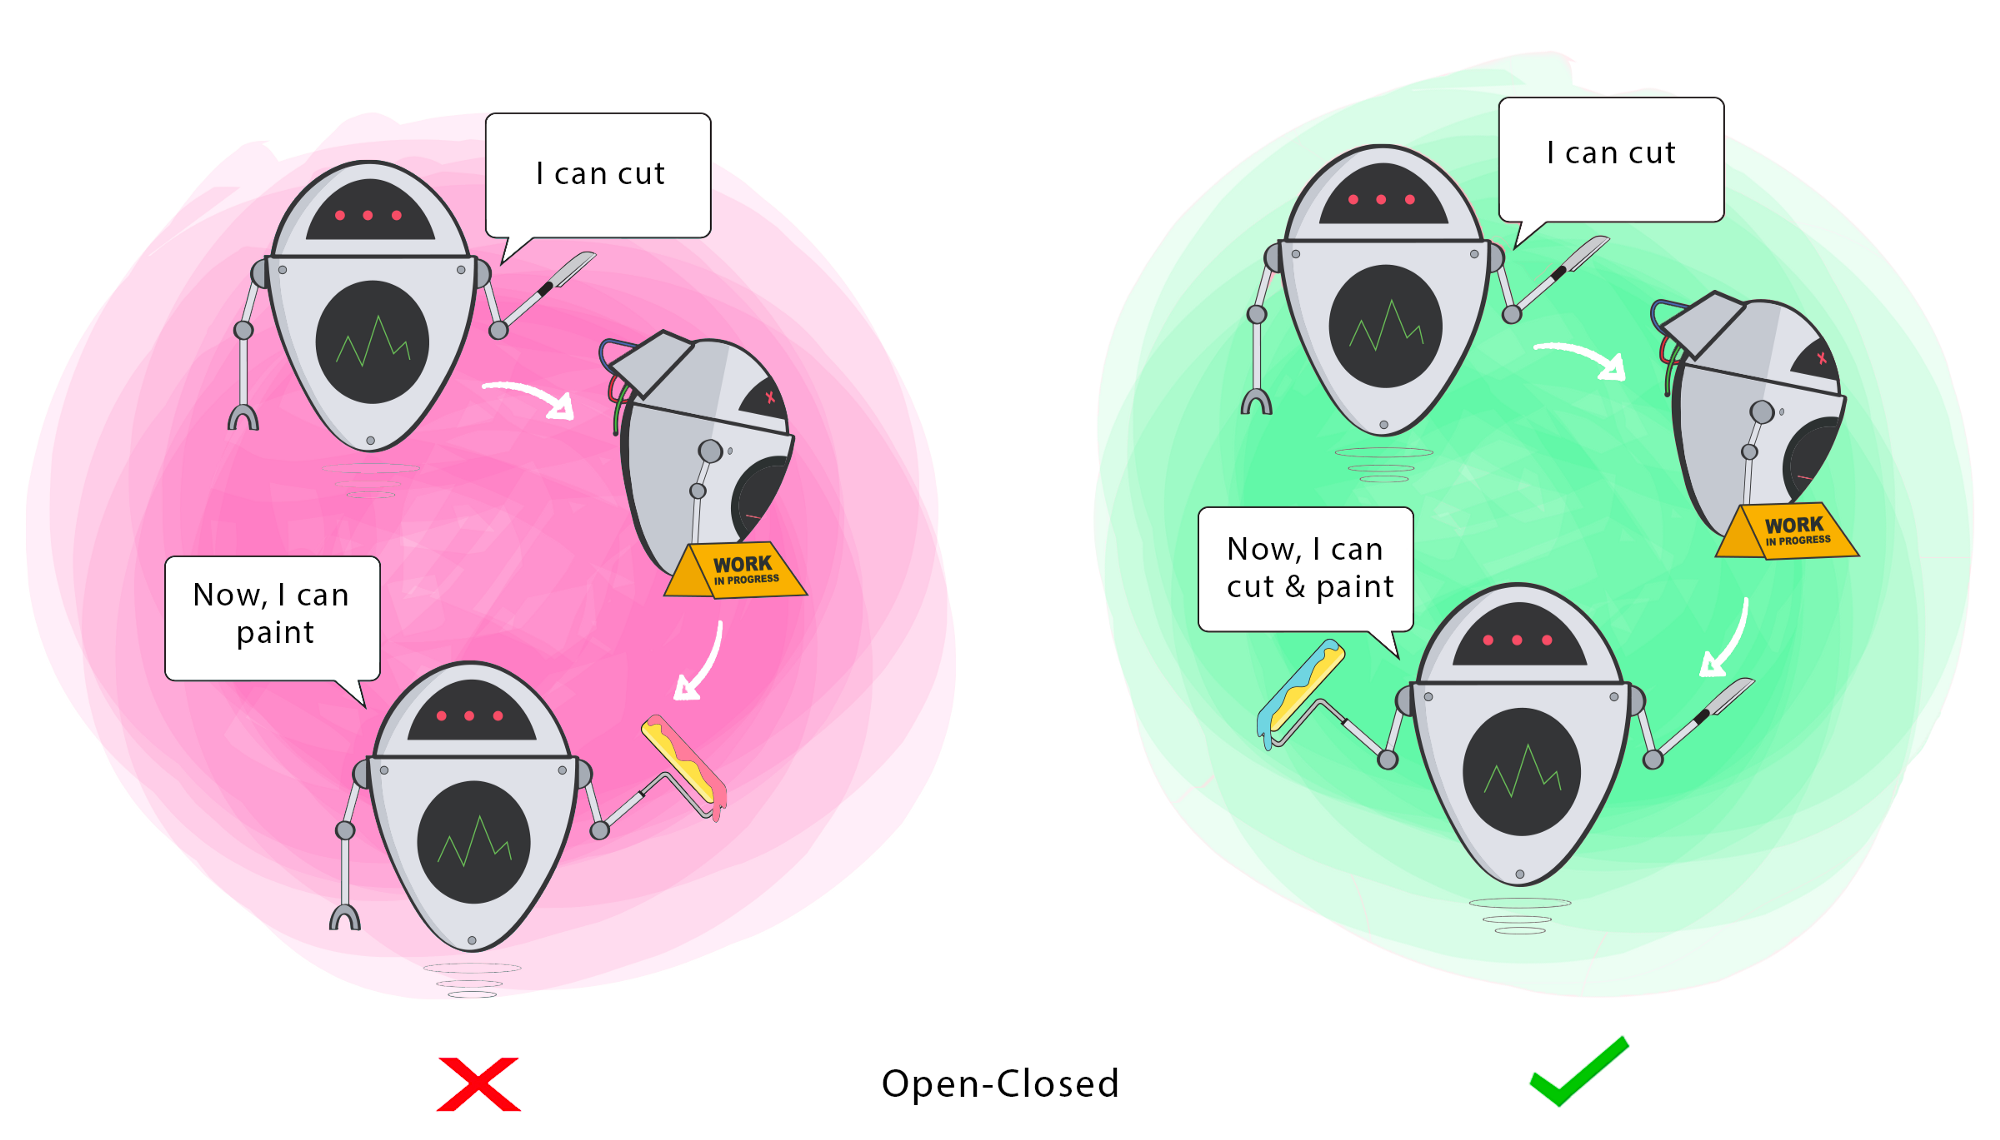 I can cut
WORK
IN PROGRESS
Now, I can
paint
I can cut
WORK
IN PROGRESS
Now, I can
cut & paint
Open-Closed